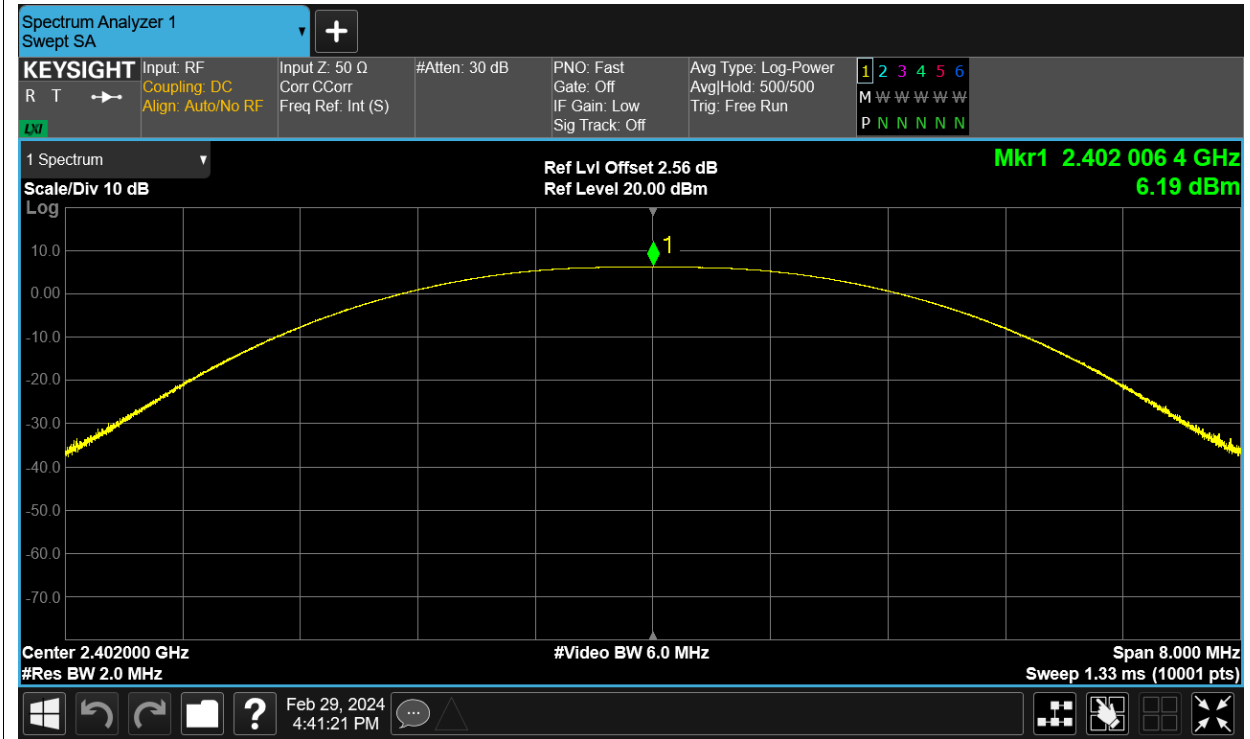 Spectrum Analyzer 1
Swept SA
KEYSIGHT
R T
LXI
Input: RF
Coupling: DC
Align: Auto/No RF
Input Z: 50 Ω
Corr CCorr
Freq Ref: Int (S)
#Atten: 30 dB
PNO: Fast
Gate: Off
IF Gain: Low
Sig Track: Off
Avg Type: Log-Power
Avg|Hold: 500/500
Trig: Free Run
1 2 3 4 5 6
M W W W W W
P N N N N N
1 Spectrum
Scale/Div 10 dB
Log
Ref Lvl Offset 2.56 dB
Ref Level 20.00 dBm
Mkr1 2.402 006 4 GHz
6.19 dBm
1
10.0
0.00
-10.0
-20.0
-30.0
-40.0
-50.0
-60.0
-70.0
Center 2.402000 GHz
#Res BW 2.0 MHz
#Video BW 6.0 MHz
Span 8.000 MHz
Sweep 1.33 ms (10001 pts)
?
Feb 29, 2024
4:41:21 PM